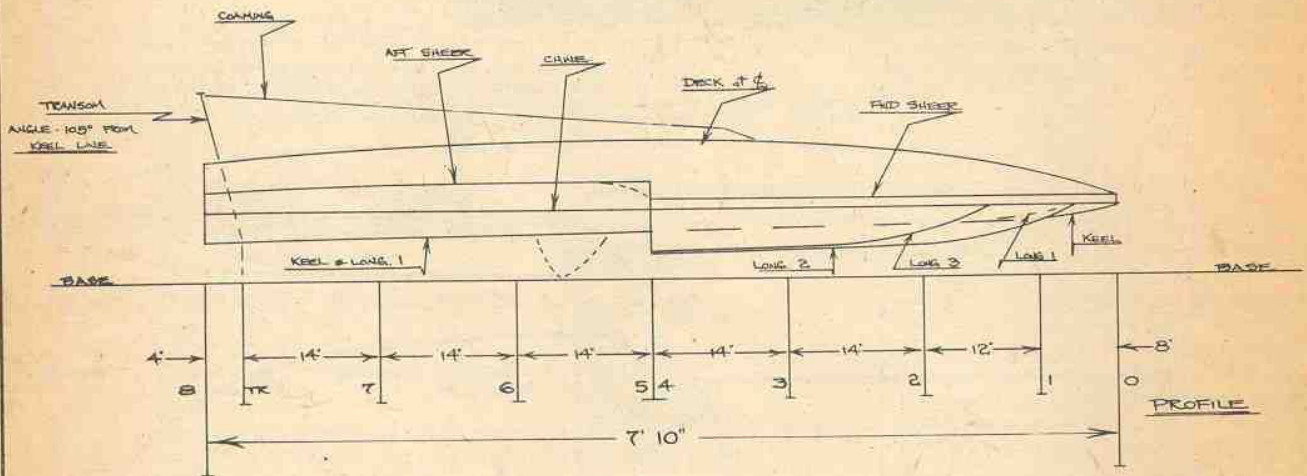 COAMING
AFT SHEER
CHINE
DECK at ℄
FWD SHEER
TRANSOM
ANGLE - 105° FROM
KEEL LINE
KEEL & LONG. 1
LONG 2
LONG 3
LONG 1
KEEL
BASE
BASE
4"
14"
14"
14"
14"
14"
12"
8"
8
TR
7
6
5
4
3
2
1
0
PROFILE
7' 10"